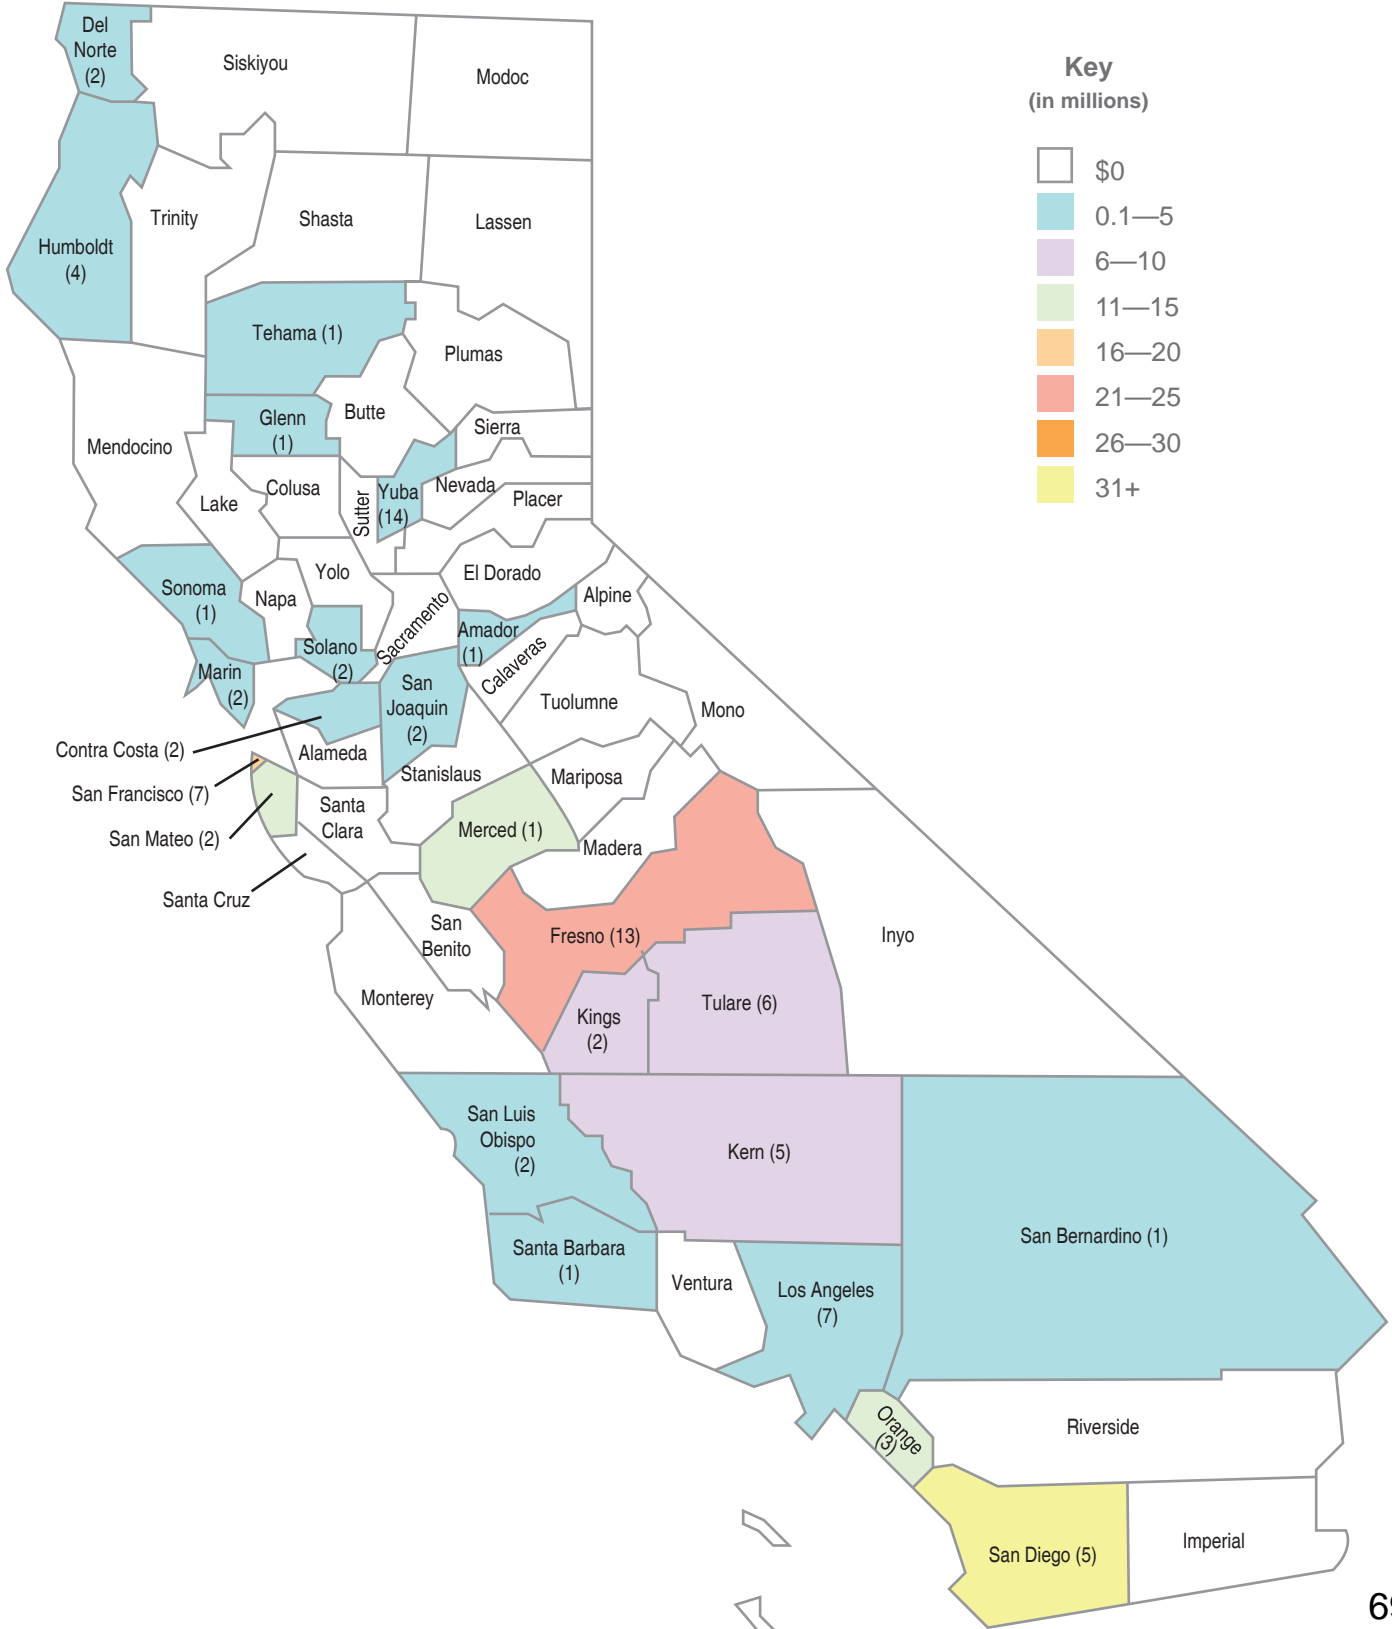 Del
Norte
(2)
Siskiyou
Modoc
Key
(in millions)
$0
0.1—5
6—10
11—15
16—20
21—25
26—30
31+
Humboldt
(4)
Trinity
Shasta
Lassen
Tehama (1)
Plumas
Glenn
(1)
Butte
Sierra
Mendocino
Lake
Colusa
Sutter
Yuba
(14)
Nevada
Placer
Sonoma
(1)
Napa
Yolo
El Dorado
Alpine
Sacramento
Amador
(1)
Calaveras
Marin
(2)
Solano
(2)
San
Joaquin
(2)
Tuolumne
Mono
Contra Costa (2)
Alameda
Stanislaus
Mariposa
San Francisco (7)
Santa
Clara
San Mateo (2)
Merced (1)
Madera
Santa Cruz
San
Benito
Fresno (13)
Inyo
Monterey
Kings
(2)
Tulare (6)
San Luis
Obispo
(2)
Kern (5)
Santa Barbara
(1)
Ventura
Los Angeles
(7)
San Bernardino (1)
Orange
(3)
Riverside
San Diego (5)
Imperial